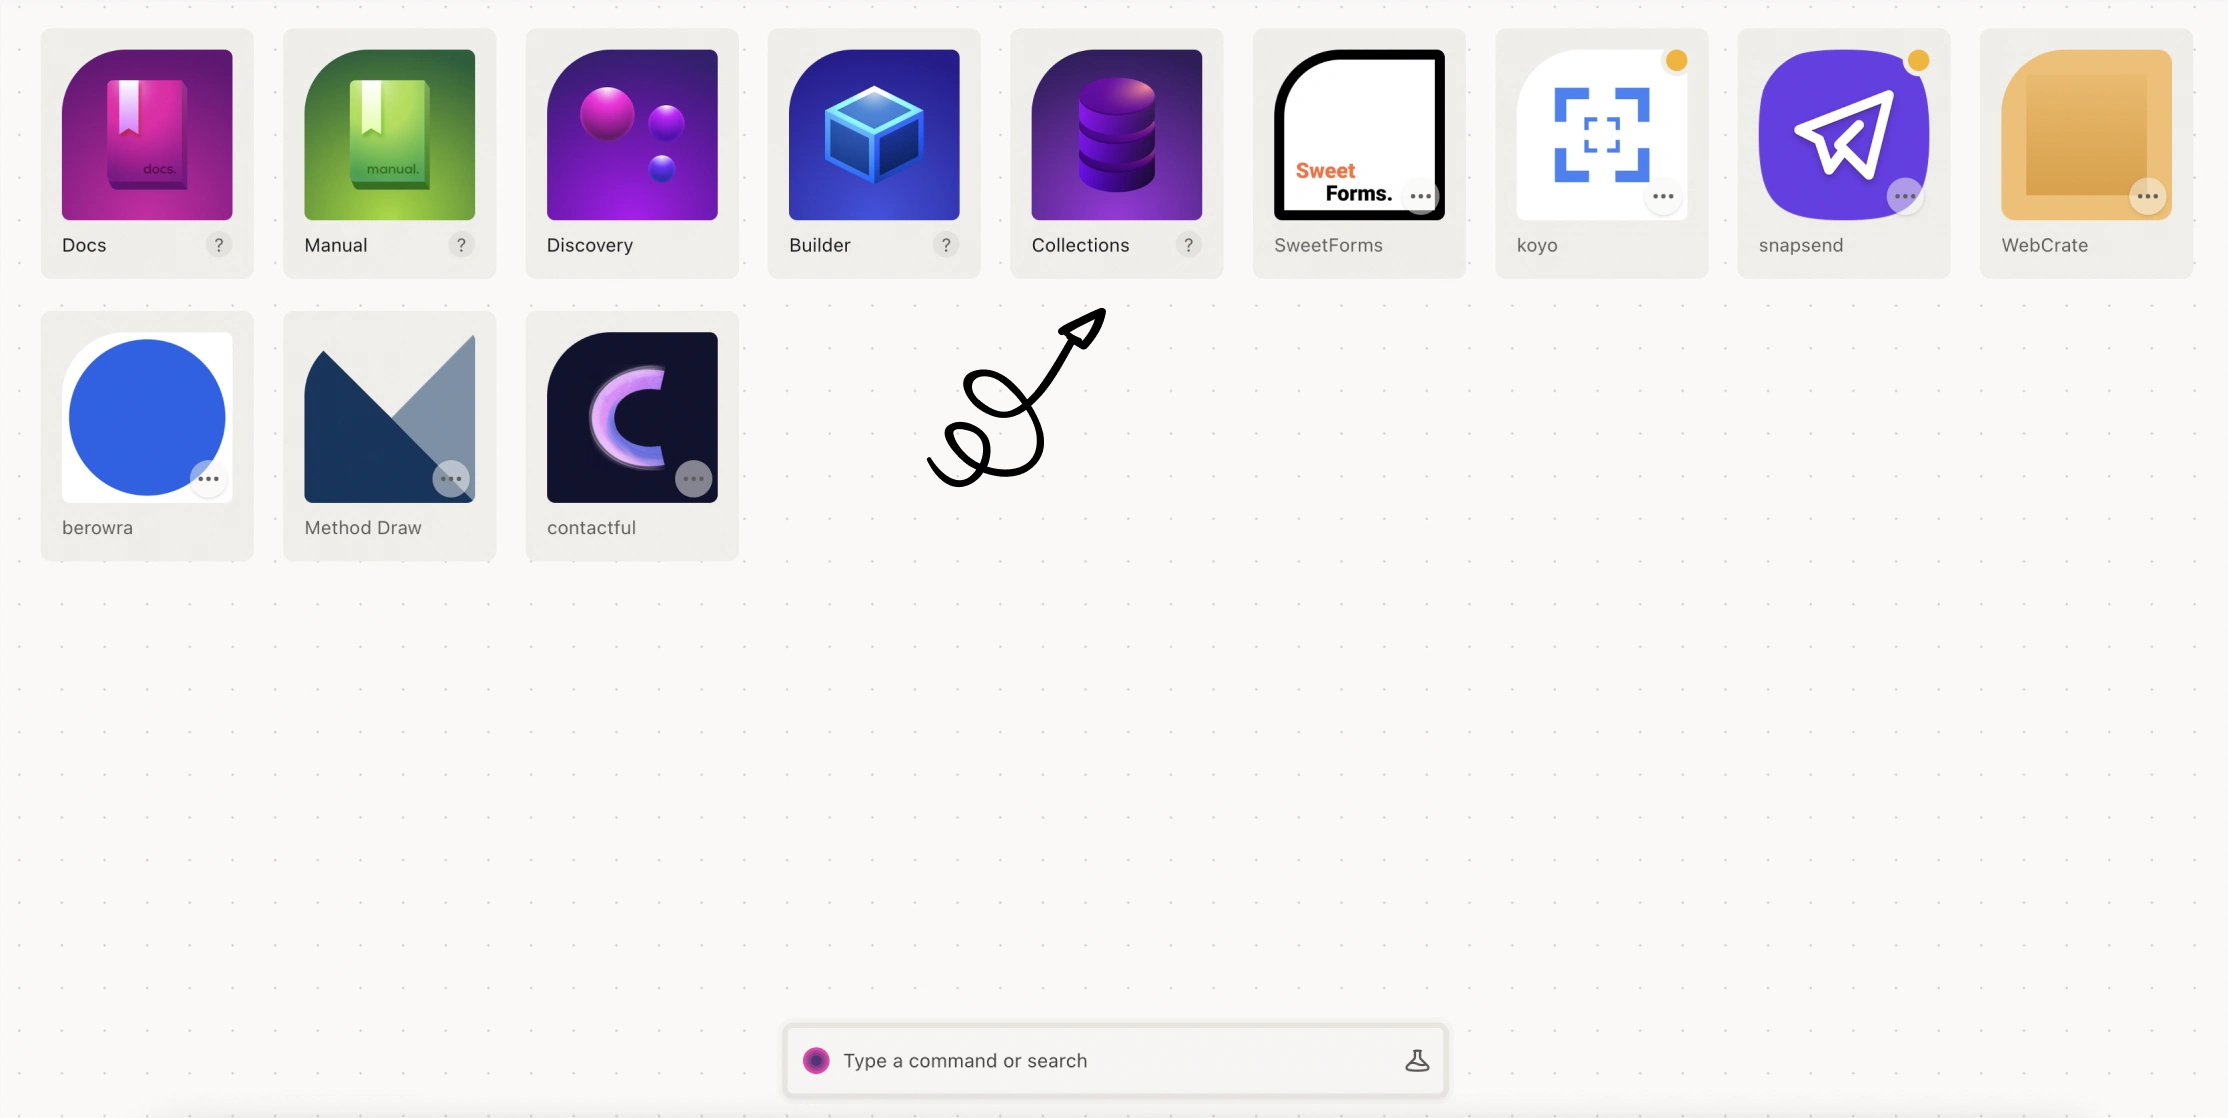 docs.
manual.
Sweet
Forms.
Docs ?
Manual ?
Discovery
Builder ?
Collections ?
SweetForms
koyo
snapsend
WebCrate
berowra
Method Draw
contactful
Type a command or search